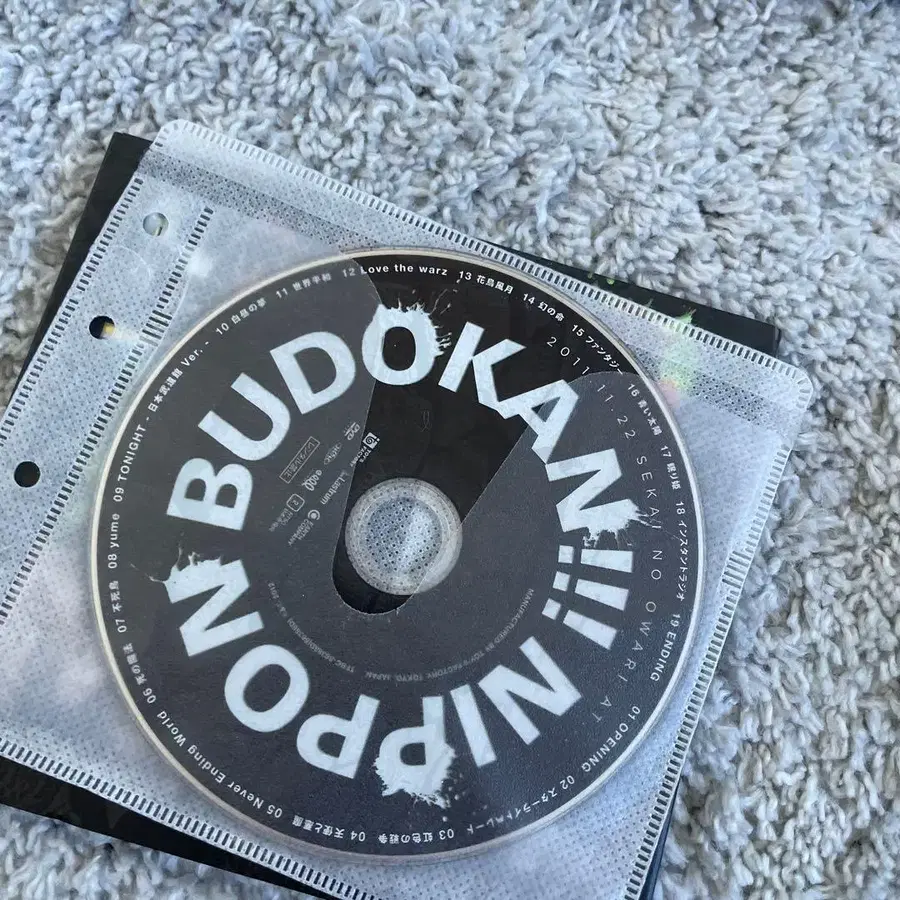 NIPPON BUDOKAN!!!
2011.11.22 SEKAI NO OWARI AT
01 OPENING
02 スターライトパレード
03 虹色の戦争
04 天使と悪魔
05 Never Ending World
06 死の魔法
07 不死鳥
08 yume
09 TONIGHT - 日本武道館 Ver. -
10 白昼の夢
11 世界平和
12 Love the warz
13 花鳥風月
14 幻の命
15 ファンタジー
16 青い太陽
17 眠り姫
18 インスタントラジオ
19 ENDING
MANUFACTURED BY TOY'S FACTORY, TOKYO, JAPAN